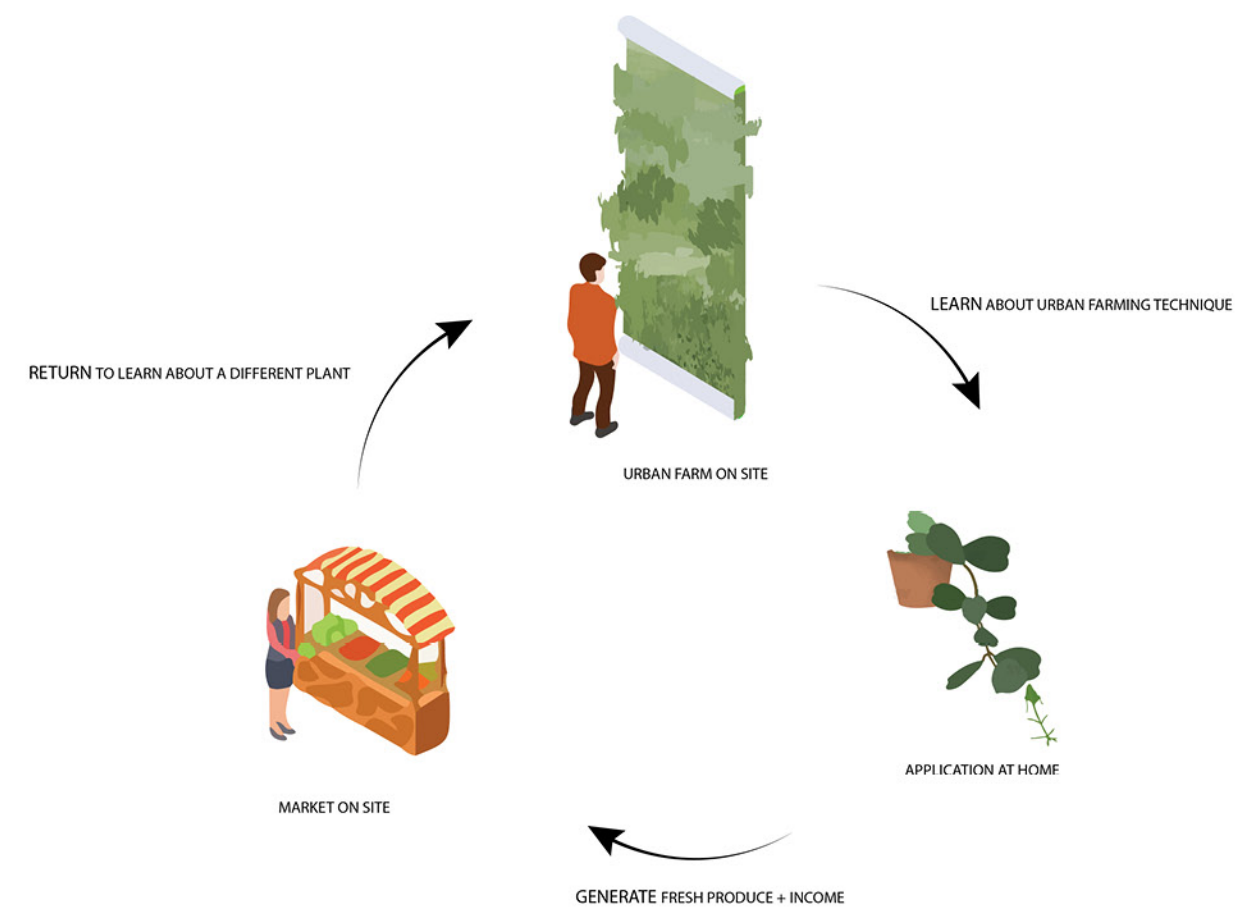 LEARN ABOUT URBAN FARMING TECHNIQUE
RETURN TO LEARN ABOUT A DIFFERENT PLANT
URBAN FARM ON SITE
APPLICATION AT HOME
MARKET ON SITE
GENERATE FRESH PRODUCE + INCOME